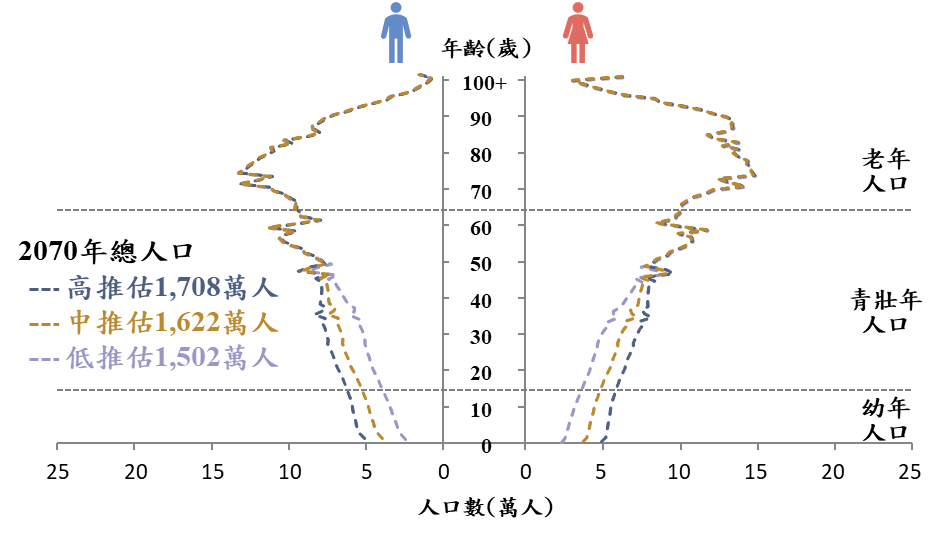 年齡(歲)
100+
90
80
70
60
50
40
30
20
10
0
老年
人口
青壯年
人口
幼年
人口
2070年總人口
高推估1,708萬人
中推估1,622萬人
低推估1,502萬人
25 20 15 10 5 0 0 5 10 15 20 25
人口數(萬人)